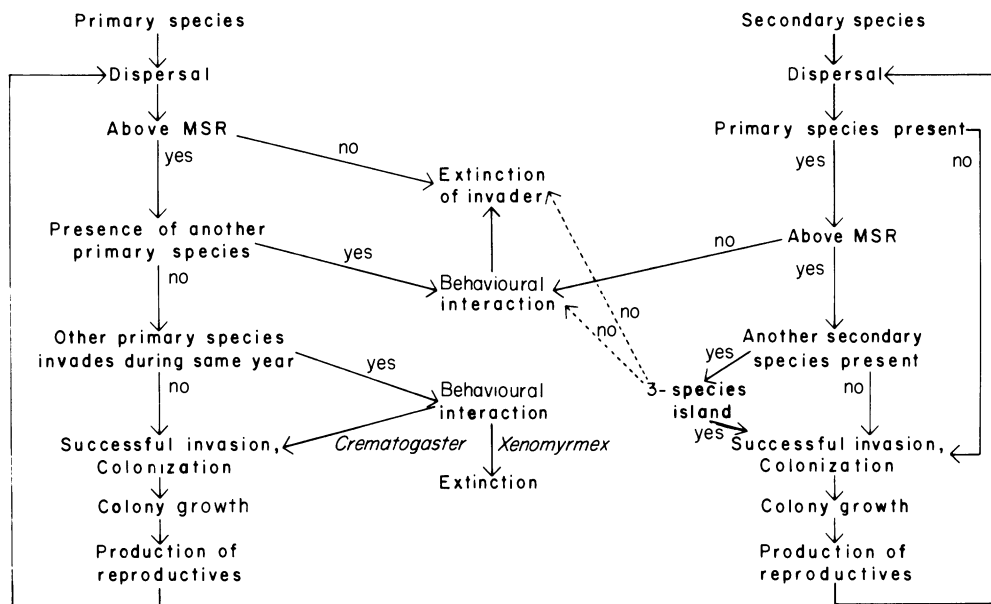 Primary species
Dispersal
Above MSR
no
yes
Extinction
of invader
Presence of another
primary species
yes
no
Behavioural
interaction
Other primary species
invades during same year
yes
no
Behavioural
interaction
Crematogaster
Xenomyrmex
Successful invasion,
Colonization
Extinction
Colony growth
Production of
reproductives
Secondary species
Dispersal
Primary species present
yes
no
Above MSR
no
yes
no
no
Another secondary
species present
yes
no
3-species
island
yes
Successful invasion,
Colonization
Colony growth
Production of
reproductives